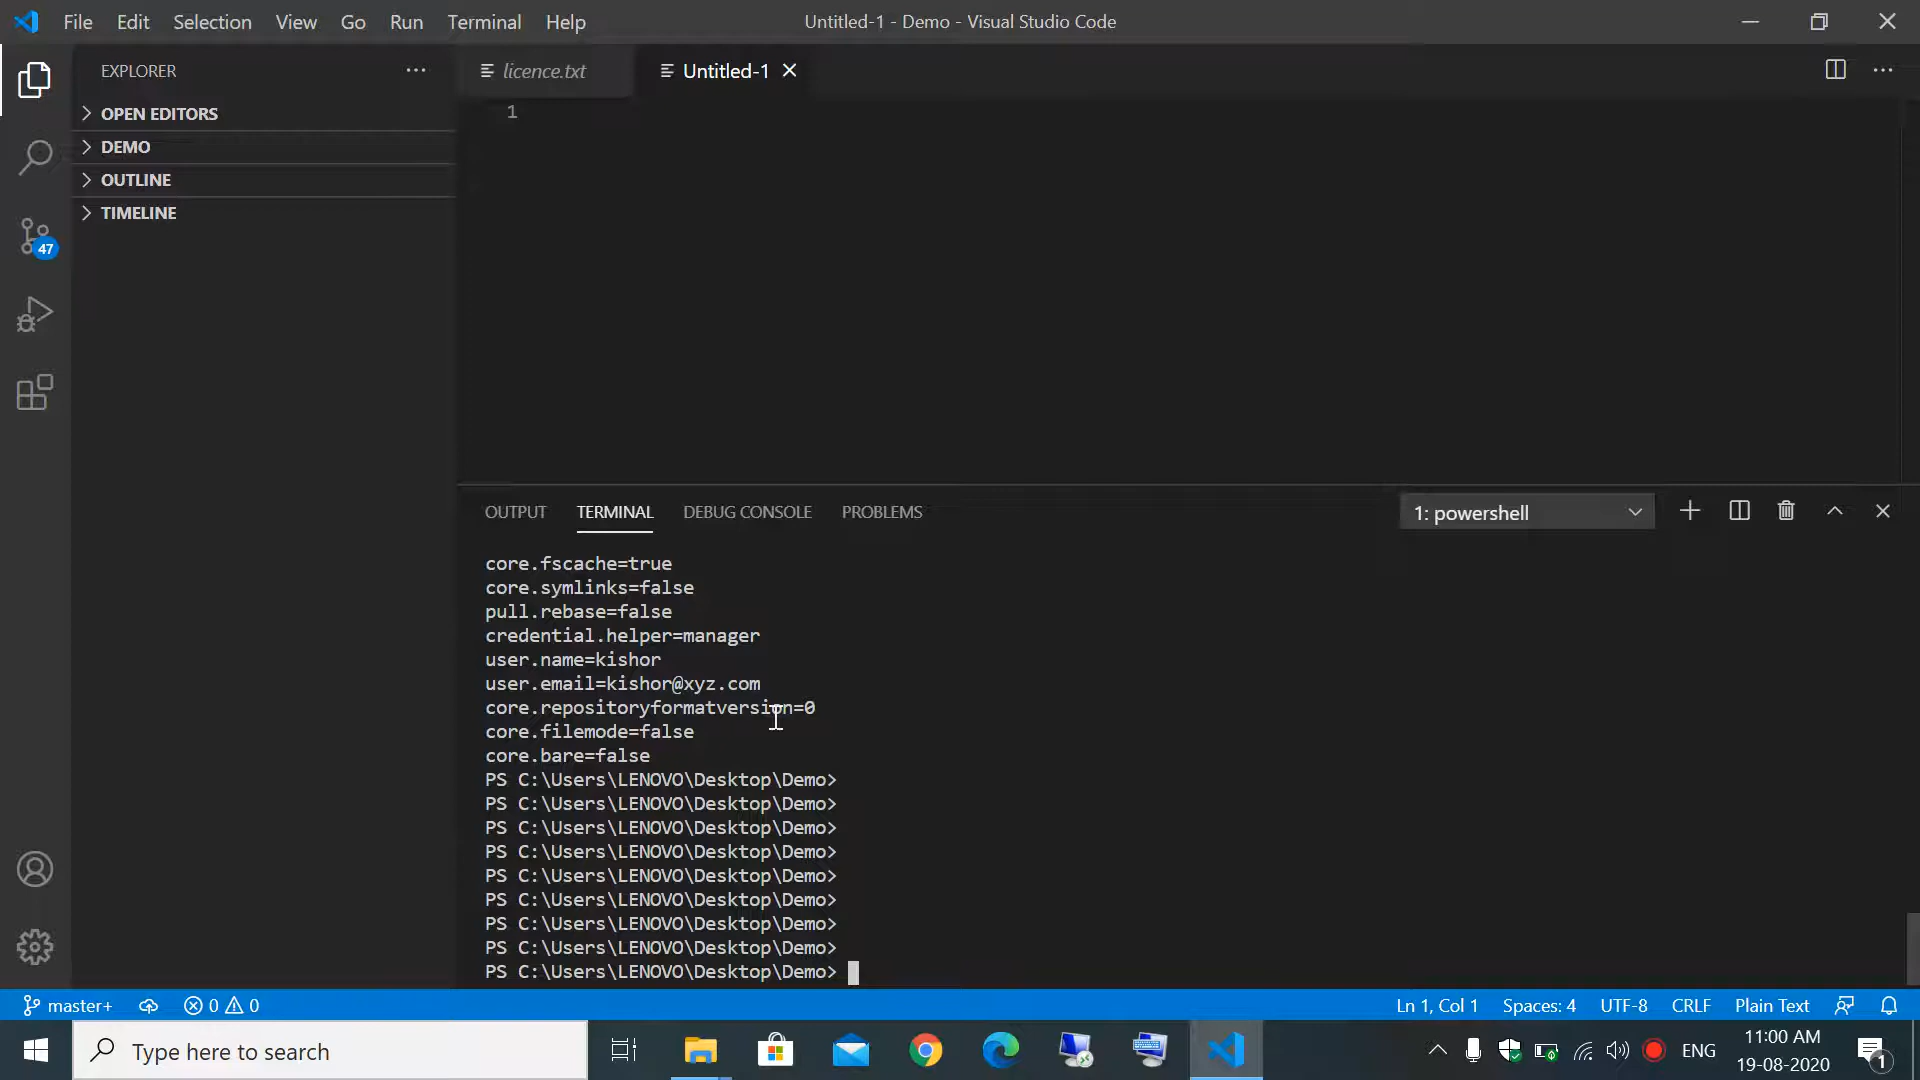 File Edit Selection View Go Run Terminal Help
Untitled-1 - Demo - Visual Studio Code
EXPLORER
licence.txt
Untitled-1
OPEN EDITORS
DEMO
OUTLINE
TIMELINE
47
1
OUTPUT TERMINAL DEBUG CONSOLE PROBLEMS
1: powershell
core.fscache=true
core.symlinks=false
pull.rebase=false
credential.helper=manager
user.name=kishor
user.email=kishor@xyz.com
core.repositoryformatversion=0
core.filemode=false
core.bare=false
PS C:\Users\LENOVO\Desktop\Demo>
PS C:\Users\LENOVO\Desktop\Demo>
PS C:\Users\LENOVO\Desktop\Demo>
PS C:\Users\LENOVO\Desktop\Demo>
PS C:\Users\LENOVO\Desktop\Demo>
PS C:\Users\LENOVO\Desktop\Demo>
PS C:\Users\LENOVO\Desktop\Demo>
PS C:\Users\LENOVO\Desktop\Demo>
PS C:\Users\LENOVO\Desktop\Demo>
master+ 0 0 Ln 1, Col 1 Spaces: 4 UTF-8 CRLF Plain Text
Type here to search
ENG
11:00 AM
19-08-2020
1